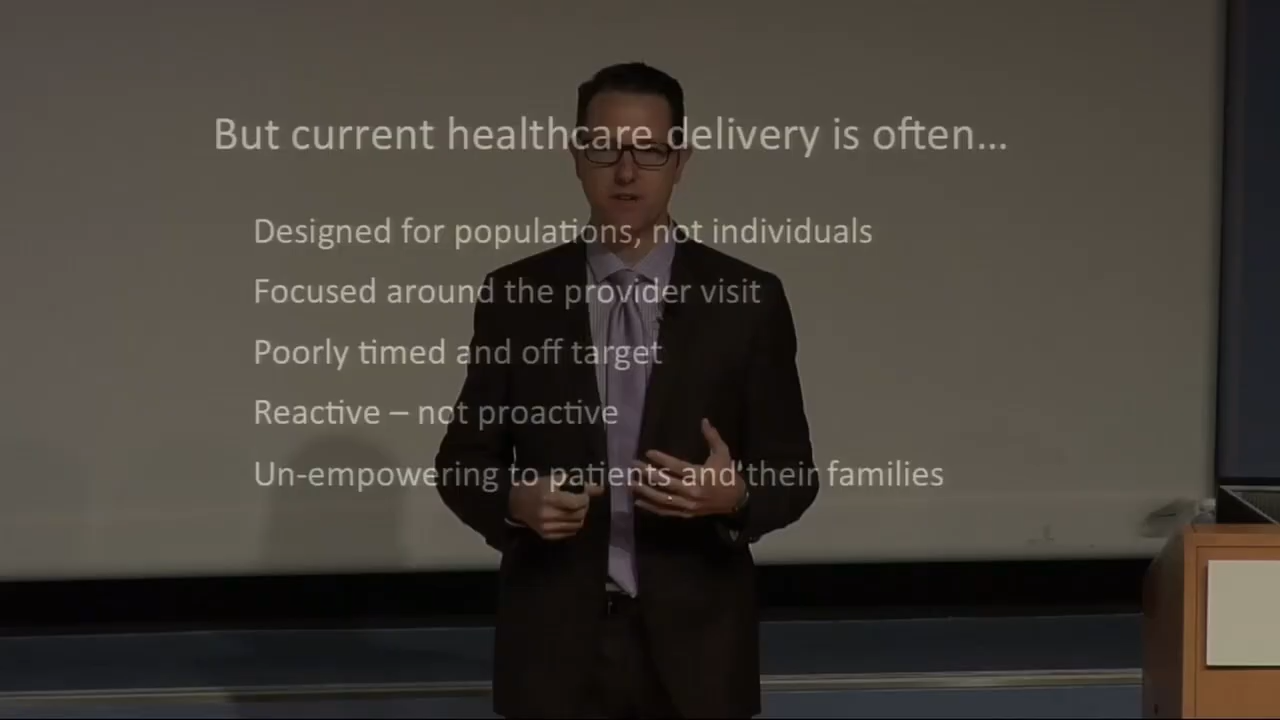 But current healthcare delivery is often…
Designed for populations, not individuals
Focused around the provider visit
Poorly timed and off target
Reactive – not proactive
Un-empowering to patients and their families